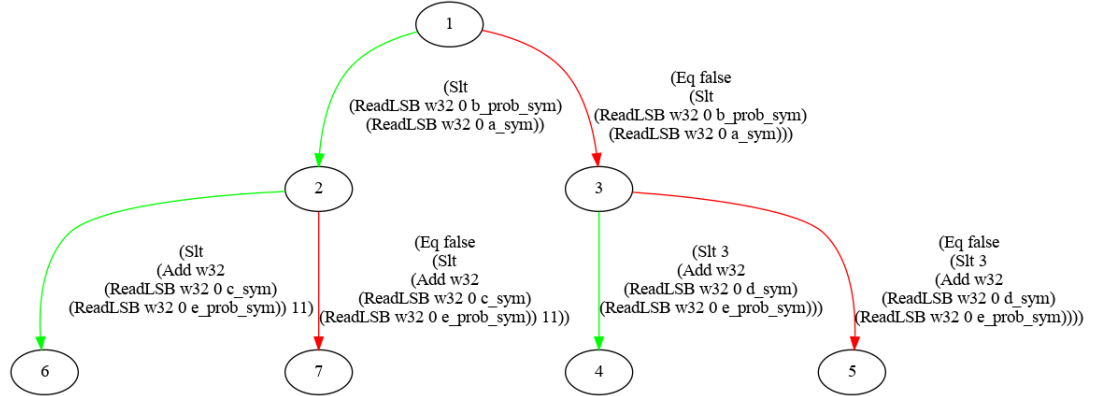 1
(Slt
(ReadLSB w32 0 b_prob_sym)
(ReadLSB w32 0 a_sym))
(Eq false
(Slt
(ReadLSB w32 0 b_prob_sym)
(ReadLSB w32 0 a_sym)))
2
3
(Slt
(Add w32
(ReadLSB w32 0 c_sym)
(ReadLSB w32 0 e_prob_sym)) 11)
(Eq false
(Slt
(Add w32
(ReadLSB w32 0 c_sym)
(ReadLSB w32 0 e_prob_sym)) 11))
(Slt 3
(Add w32
(ReadLSB w32 0 d_sym)
(ReadLSB w32 0 e_prob_sym)))
(Eq false
(Slt 3
(Add w32
(ReadLSB w32 0 d_sym)
(ReadLSB w32 0 e_prob_sym))))
6
7
4
5